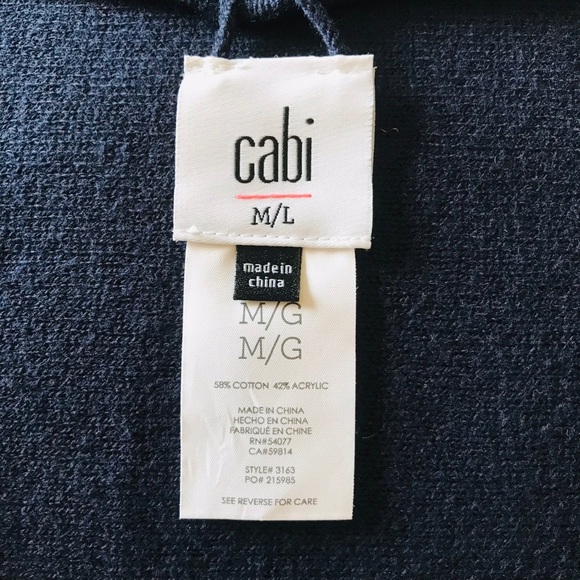 cabi
M/L
made in
china
M/G
M/G
58% COTTON 42% ACRYLIC
MADE IN CHINA
HECHO EN CHINA
FABRIQUÉ EN CHINE
RN#54077
CA#59814
STYLE# 3163
PO# 215985
SEE REVERSE FOR CARE